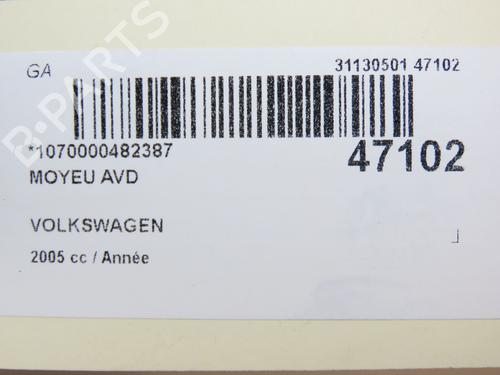 GA
31130501 47102
*1070000482387
47102
MOYEU AVD
VOLKSWAGEN
2005 cc / Année
B-PARTS